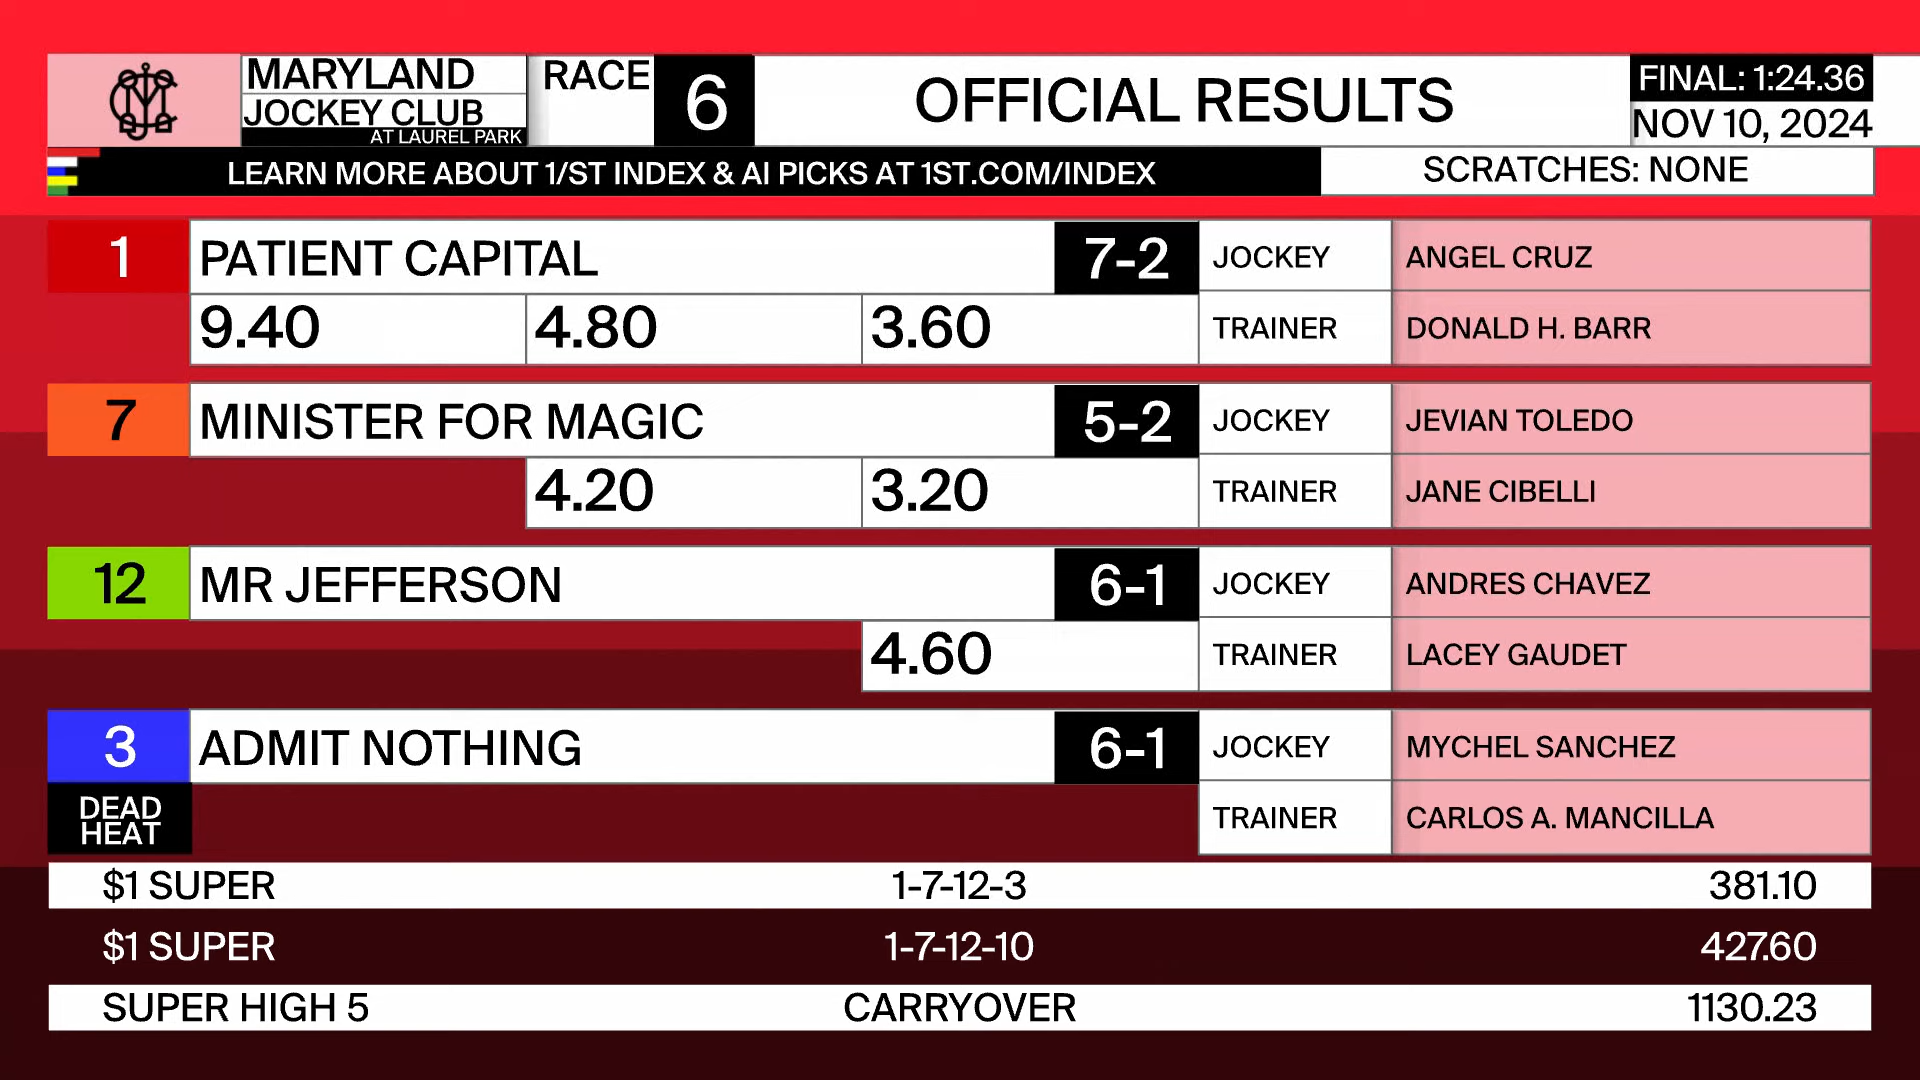 MARYLAND
JOCKEY CLUB
AT LAUREL PARK
RACE 6
OFFICIAL RESULTS
FINAL: 1:24.36
NOV 10, 2024
LEARN MORE ABOUT 1/ST INDEX & AI PICKS AT 1ST.COM/INDEX
SCRATCHES: NONE
1 PATIENT CAPITAL 7-2 JOCKEY ANGEL CRUZ
9.40 4.80 3.60 TRAINER DONALD H. BARR
7 MINISTER FOR MAGIC 5-2 JOCKEY JEVIAN TOLEDO
4.20 3.20 TRAINER JANE CIBELLI
12 MR JEFFERSON 6-1 JOCKEY ANDRES CHAVEZ
4.60 TRAINER LACEY GAUDET
3 ADMIT NOTHING 6-1 JOCKEY MYCHEL SANCHEZ
DEAD
HEAT
TRAINER CARLOS A. MANCILLA
$1 SUPER 1-7-12-3 381.10
$1 SUPER 1-7-12-10 427.60
SUPER HIGH 5 CARRYOVER 1130.23